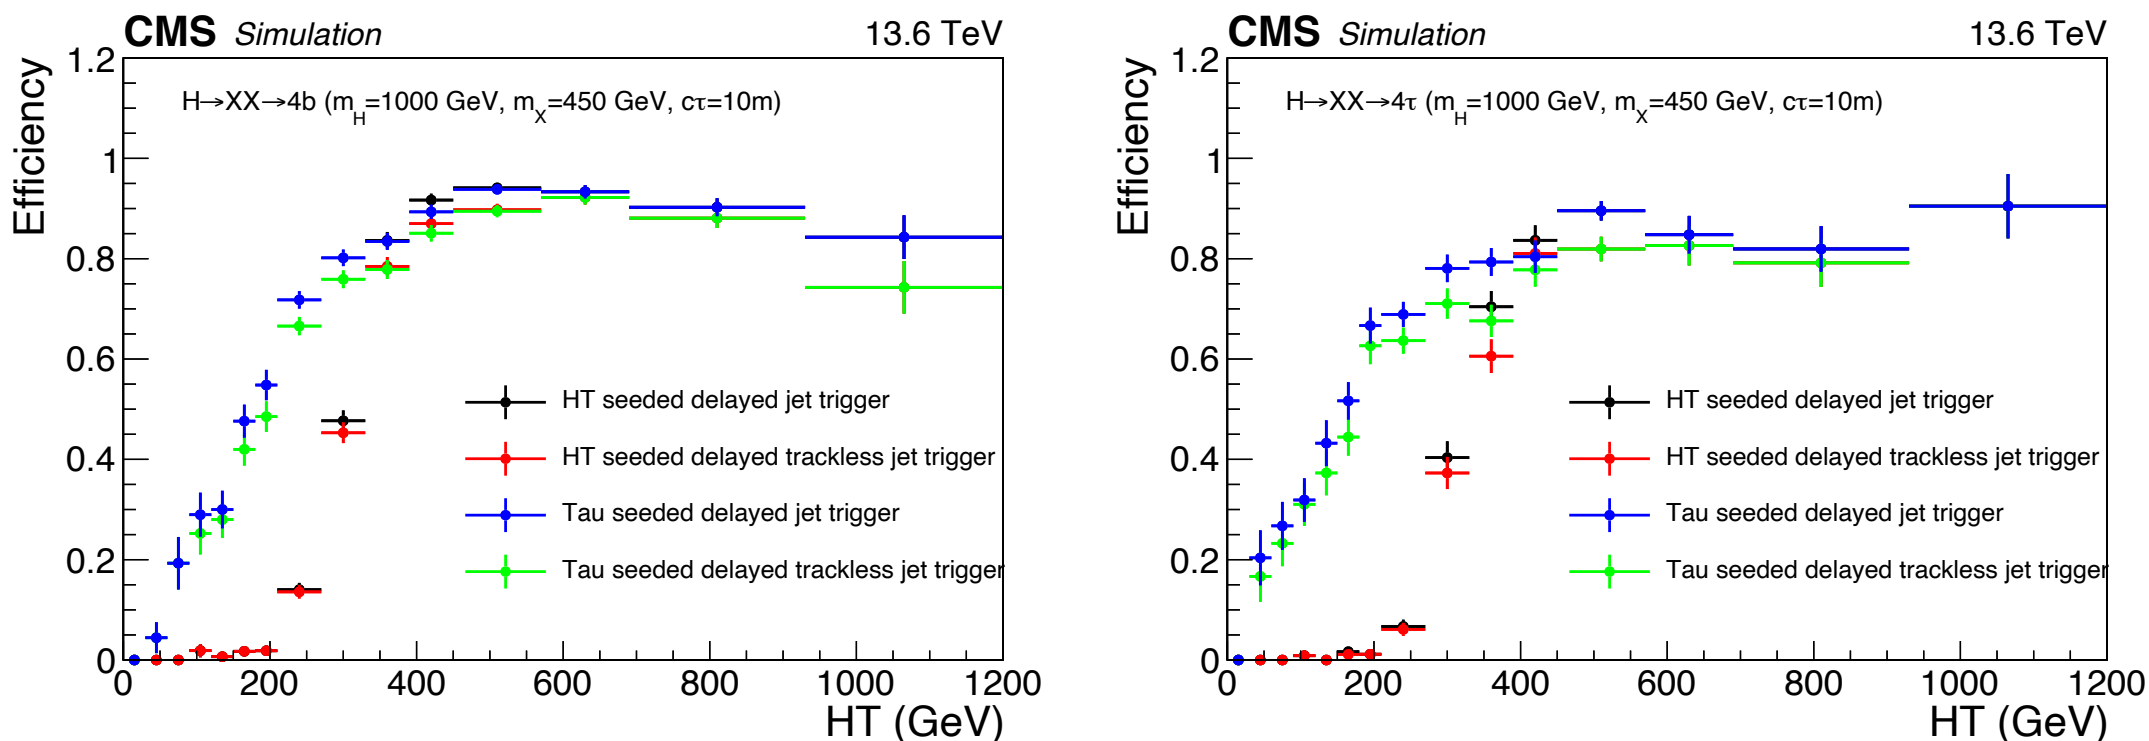 CMS Simulation 13.6 TeV
Efficiency
H→XX→4b (m_H=1000 GeV, m_X=450 GeV, cτ=10m)
1.2
1
0.8
0.6
0.4
0.2
0
HT seeded delayed jet trigger
HT seeded delayed trackless jet trigger
Tau seeded delayed jet trigger
Tau seeded delayed trackless jet trigger
0 200 400 600 800 1000 1200
HT (GeV)
CMS Simulation 13.6 TeV
Efficiency
H→XX→4τ (m_H=1000 GeV, m_X=450 GeV, cτ=10m)
1.2
1
0.8
0.6
0.4
0.2
0
HT seeded delayed jet trigger
HT seeded delayed trackless jet trigger
Tau seeded delayed jet trigger
Tau seeded delayed trackless jet trigger
0 200 400 600 800 1000 1200
HT (GeV)